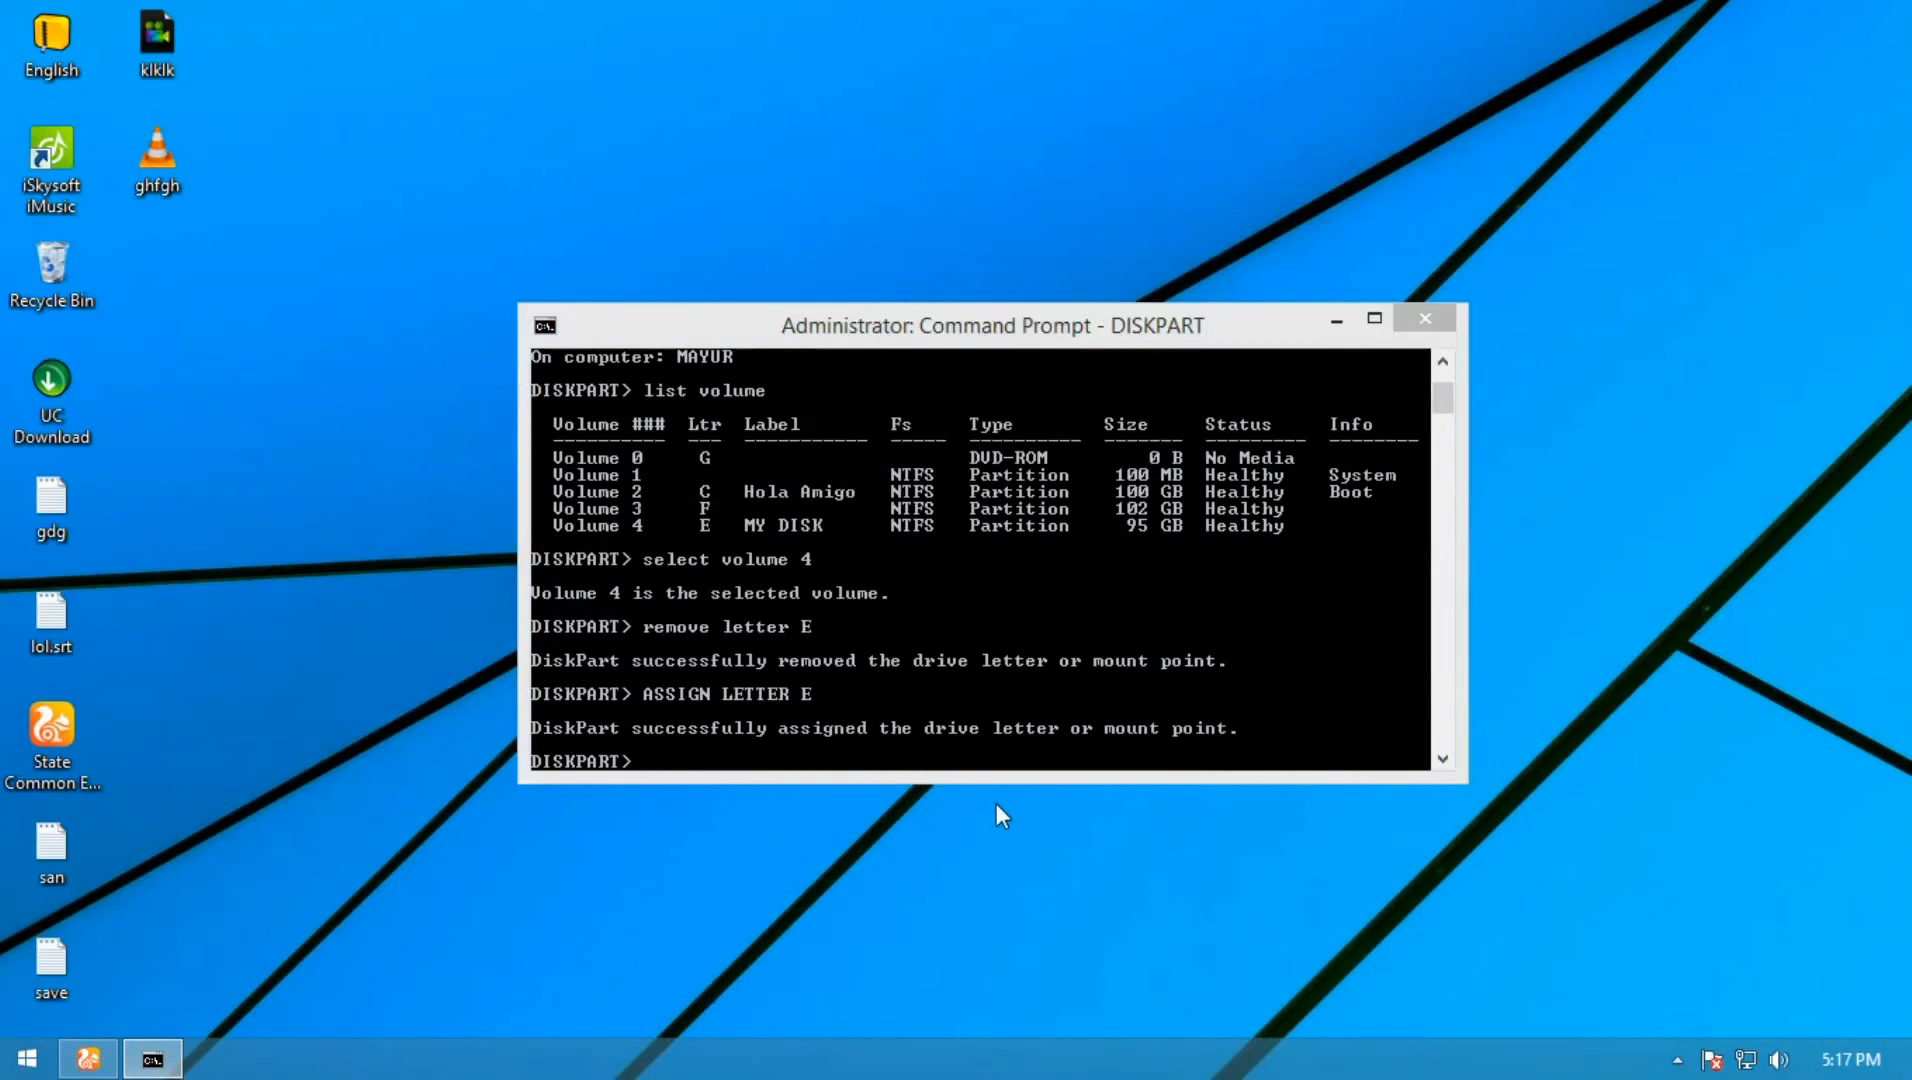 English
klklk
iSkysoft
iMusic
ghfgh
Recycle Bin
UC
Download
gdg
lol.srt
State
Common E...
san
save
Administrator: Command Prompt - DISKPART
On computer: MAYUR
DISKPART> list volume
Volume ###  Ltr  Label        Fs     Type        Size     Status     Info
----------  ---  -----------  -----  ----------  -------  ---------  --------
Volume 0     G                       DVD-ROM         0 B  No Media
Volume 1                      NTFS   Partition    100 MB  Healthy    System
Volume 2     C   Hola Amigo   NTFS   Partition    100 GB  Healthy    Boot
Volume 3     F                NTFS   Partition    102 GB  Healthy
Volume 4     E   MY DISK      NTFS   Partition     95 GB  Healthy
DISKPART> select volume 4
Volume 4 is the selected volume.
DISKPART> remove letter E
DiskPart successfully removed the drive letter or mount point.
DISKPART> ASSIGN LETTER E
DiskPart successfully assigned the drive letter or mount point.
DISKPART>
5:17 PM